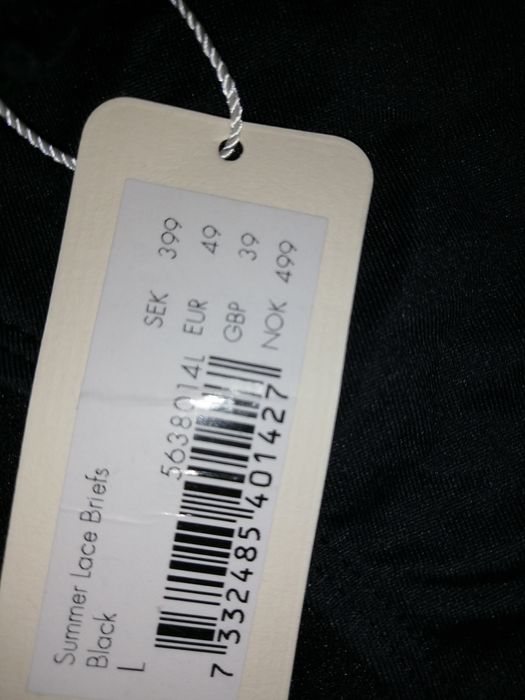 Summer Lace Briefs
Black
L
5638014L
7 332485 401427
SEK 399
EUR 49
GBP 39
NOK 499